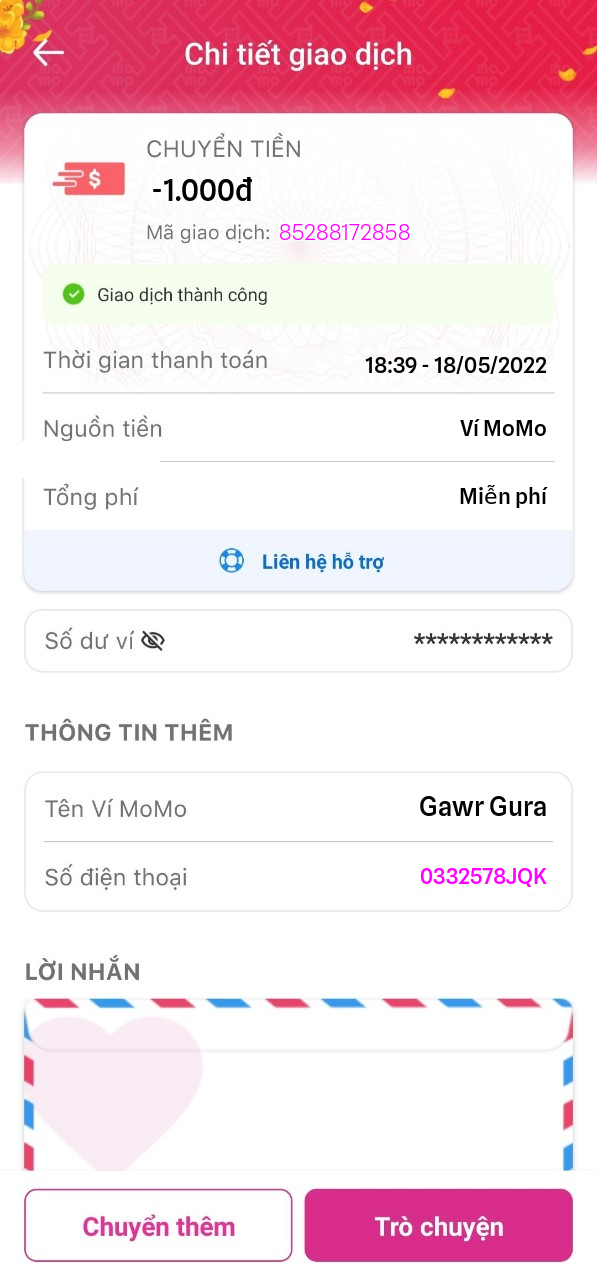 Chi tiết giao dịch
CHUYỂN TIỀN
-1.000đ
Mã giao dịch: 85288172858
Giao dịch thành công
Thời gian thanh toán 18:39 - 18/05/2022
Nguồn tiền Ví MoMo
Tổng phí Miễn phí
Liên hệ hỗ trợ
Số dư ví ************
THÔNG TIN THÊM
Tên Ví MoMo Gawr Gura
Số điện thoại 0332578JQK
LỜI NHẮN
Chuyển thêm Trò chuyện